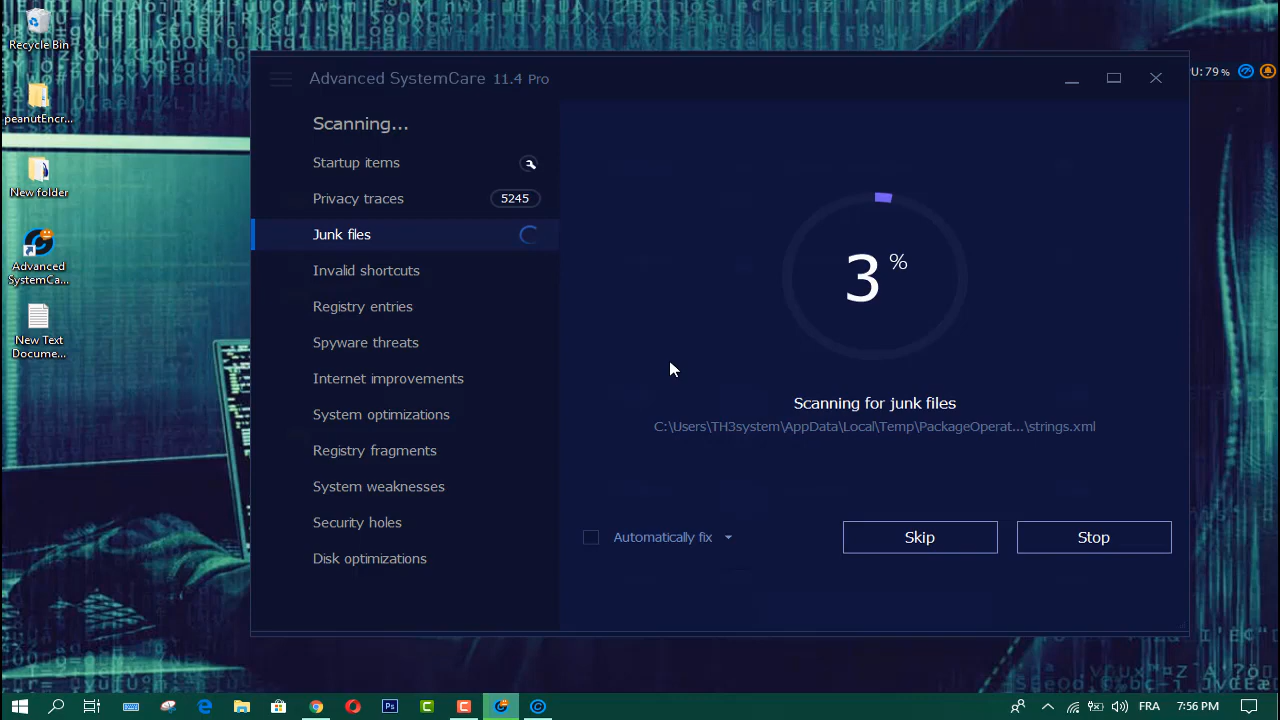 Recycle Bin
peanutEncr...
New folder
Advanced
SystemCa...
New Text
Docume...
Advanced SystemCare 11.4 Pro
U: 79 %
Scanning...
Startup items
Privacy traces 5245
Junk files
Invalid shortcuts
Registry entries
Spyware threats
Internet improvements
System optimizations
Registry fragments
System weaknesses
Security holes
Disk optimizations
3 %
Scanning for junk files
C:\Users\TH3system\AppData\Local\Temp\PackageOperat...\strings.xml
Automatically fix
Skip
Stop
Ps
FRA
7:56 PM